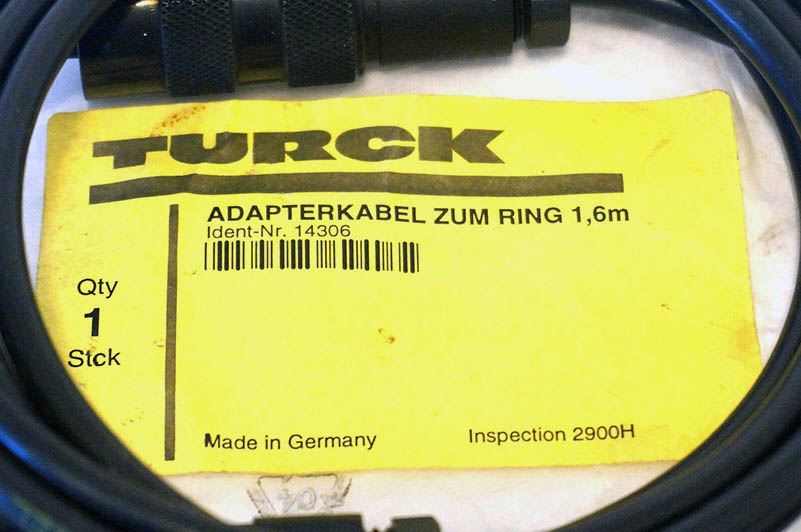 TURCK
ADAPTERKABEL ZUM RING 1,6m
Ident-Nr. 14306
Qty
1
Stck
Made in Germany
Inspection 2900H